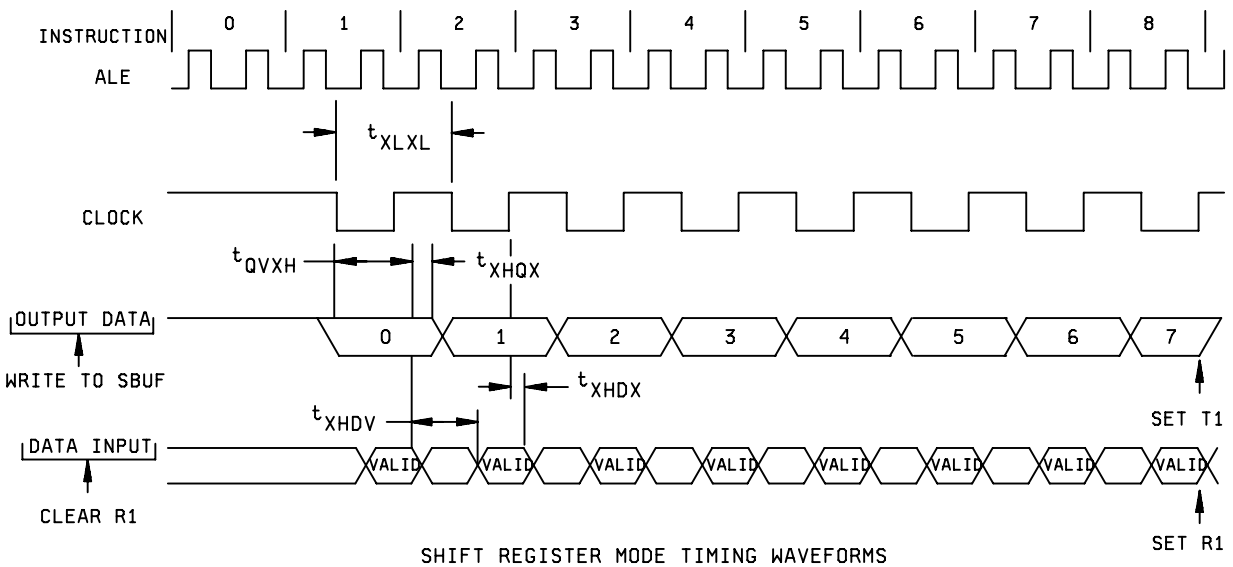 INSTRUCTION 0 1 2 3 4 5 6 7 8
ALE
tXLXL
CLOCK
tQVXH tXHQX
OUTPUT DATA 0 1 2 3 4 5 6 7
WRITE TO SBUF
tXHDX
tXHDV
SET T1
DATA INPUT VALID VALID VALID VALID VALID VALID VALID VALID
CLEAR R1
SET R1
SHIFT REGISTER MODE TIMING WAVEFORMS